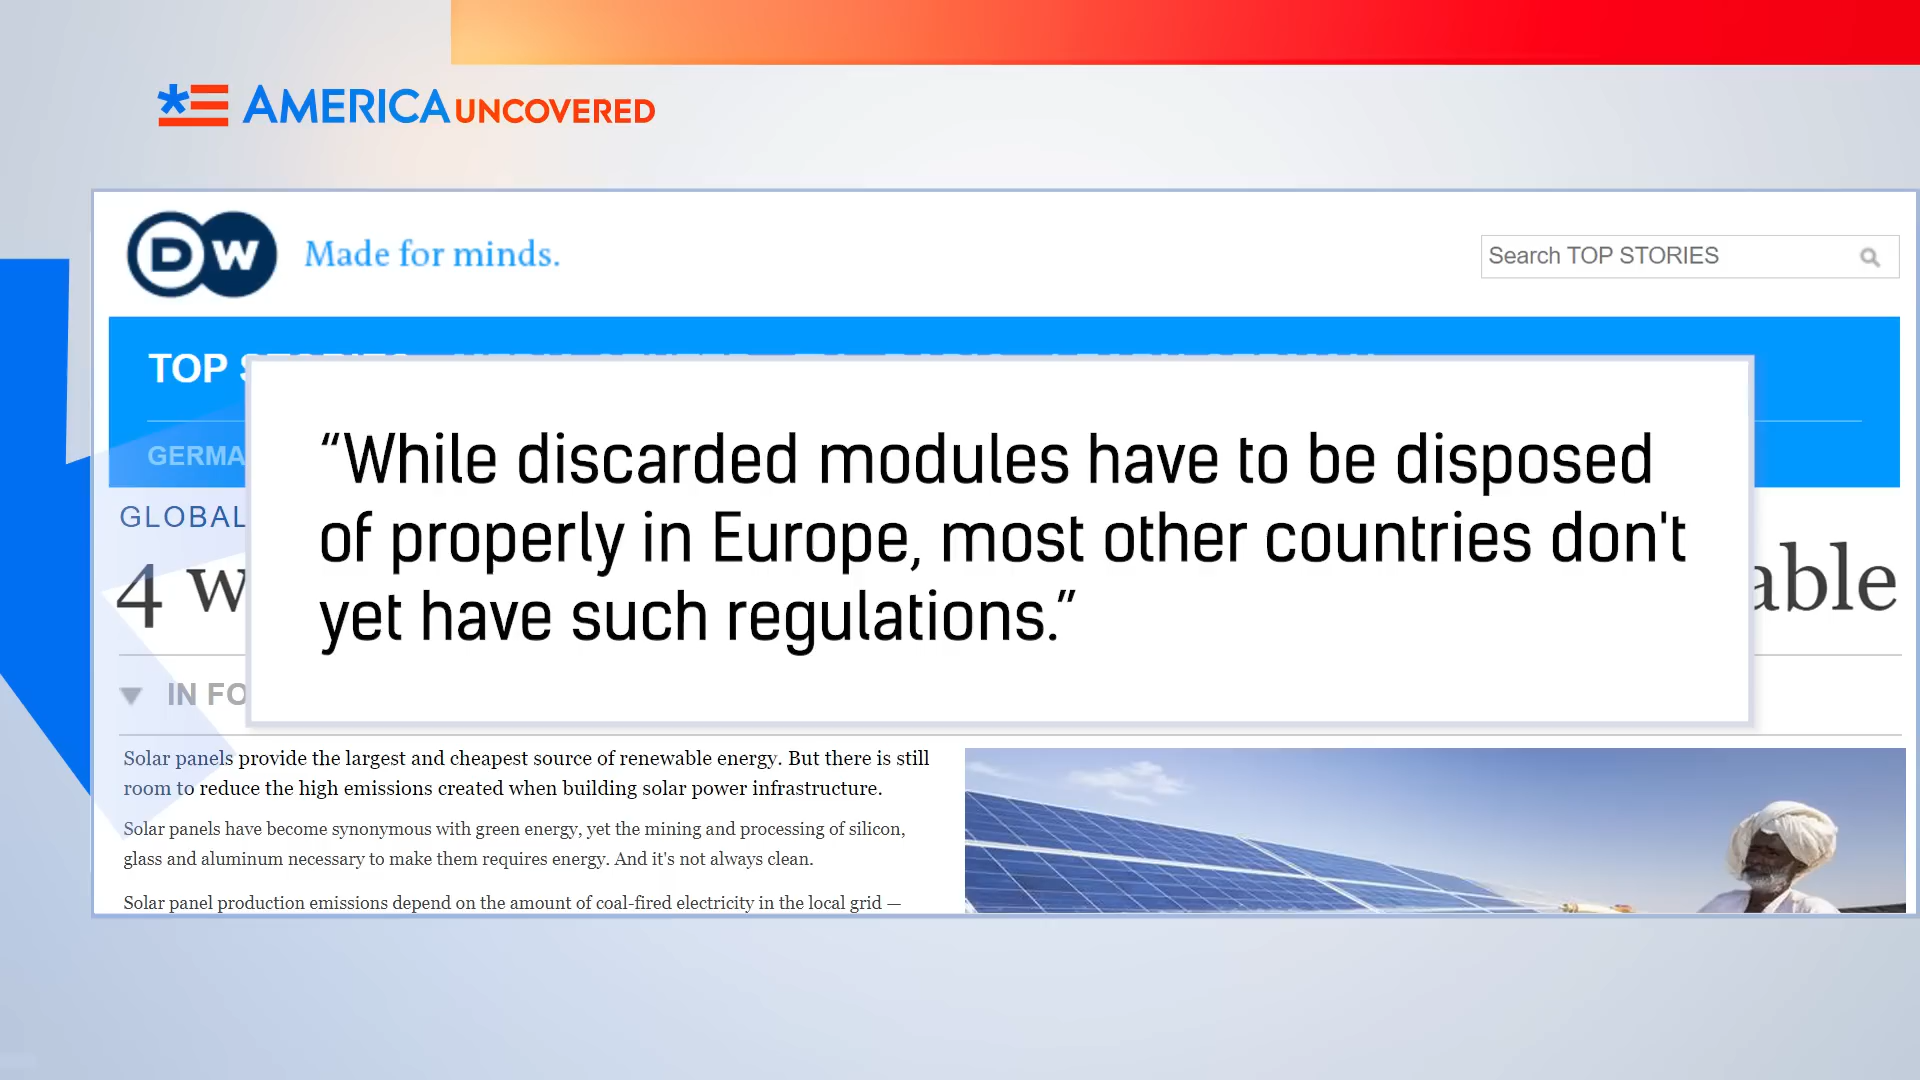 AMERICA UNCOVERED
DW Made for minds.
Search TOP STORIES
TOP
“While discarded modules have to be disposed
of properly in Europe, most other countries don't
yet have such regulations.”
GLOBAL
4
IN
Solar panels provide the largest and cheapest source of renewable energy. But there is still
room to reduce the high emissions created when building solar power infrastructure.
Solar panels have become synonymous with green energy, yet the mining and processing of silicon,
glass and aluminum necessary to make them requires energy. And it's not always clean.
Solar panel production emissions depend on the amount of coal-fired electricity in the local grid —